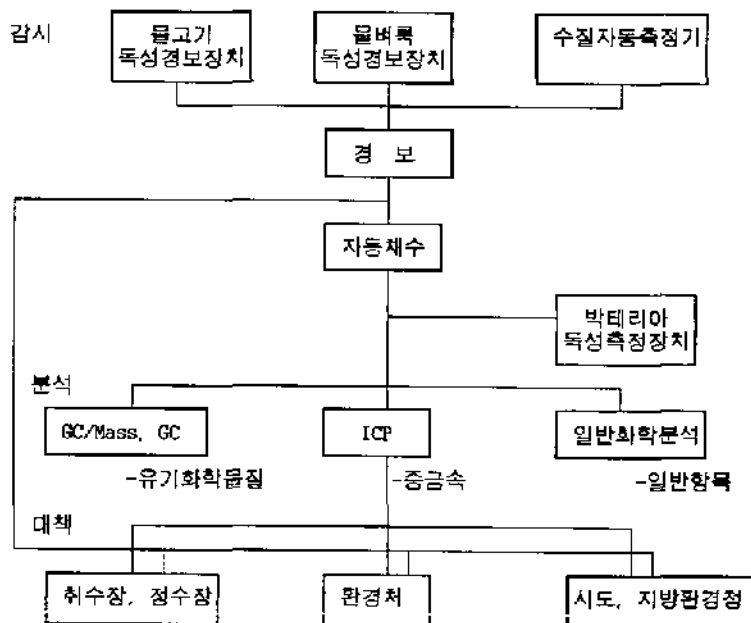 감시
물고기
독성경보장치
물벼룩
독성경보장치
수질자동측정기
경 보
자동채수
박테리아
독성측정장치
분석
GC/Mass, GC
ICP
일반화학분석
-유기화학물질
-중금속
-일반항목
대책
취수장, 정수장
환경처
시도, 지방환경청